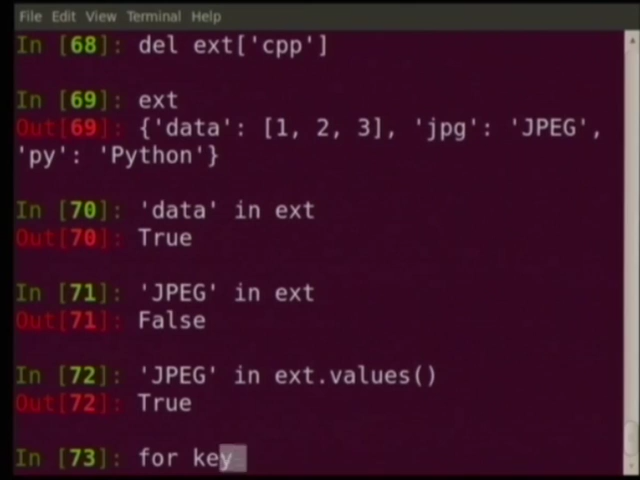 File Edit View Terminal Help
In [68]: del ext['cpp']
In [69]: ext
Out[69]: {'data': [1, 2, 3], 'jpg': 'JPEG',
'py': 'Python'}
In [70]: 'data' in ext
Out[70]: True
In [71]: 'JPEG' in ext
Out[71]: False
In [72]: 'JPEG' in ext.values()
Out[72]: True
In [73]: for key